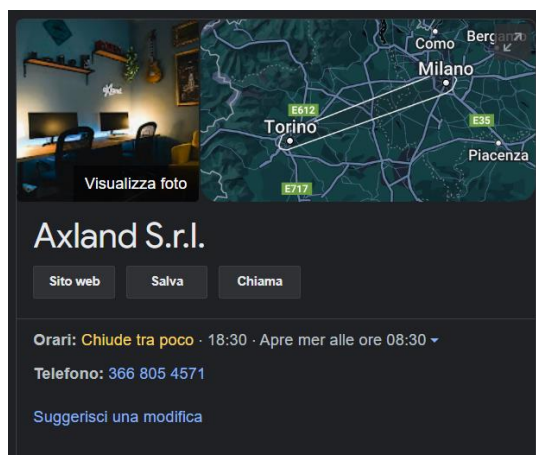 Como
Bergamo
Milano
E612
Torino
E35
Piacenza
E717
Visualizza foto
Axland S.r.l.
Sito web
Salva
Chiama
Orari: Chiude tra poco · 18:30 · Apre mer alle ore 08:30
Telefono: 366 805 4571
Suggerisci una modifica